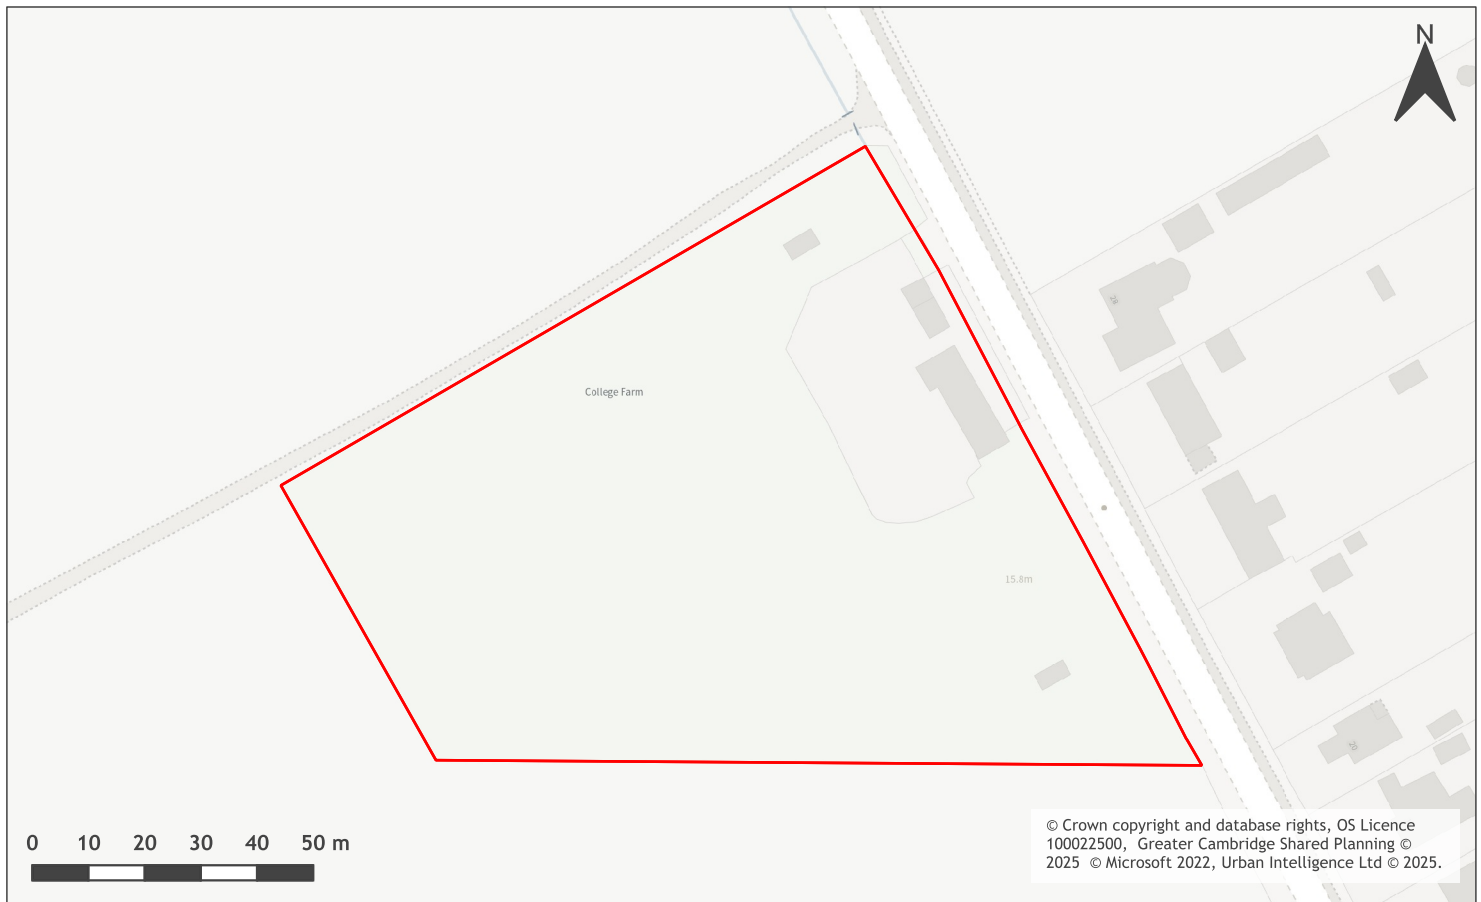 N
28
College Farm
15.8m
20
0 10 20 30 40 50 m
© Crown copyright and database rights, OS Licence
100022500, Greater Cambridge Shared Planning ©
2025 © Microsoft 2022, Urban Intelligence Ltd © 2025.